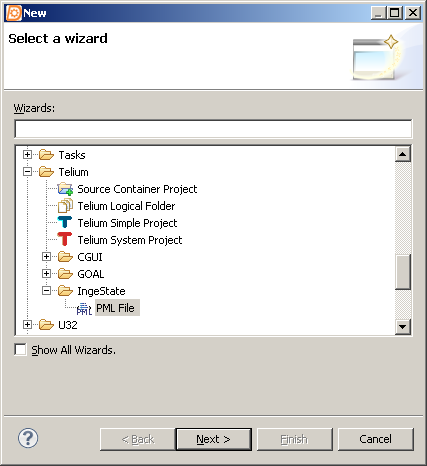 New
Select a wizard
Wizards:
Tasks
Telium
Source Container Project
Telium Logical Folder
Telium Simple Project
Telium System Project
CGUI
GOAL
IngeState
PML File
U32
Show All Wizards.
? < Back Next > Finish Cancel